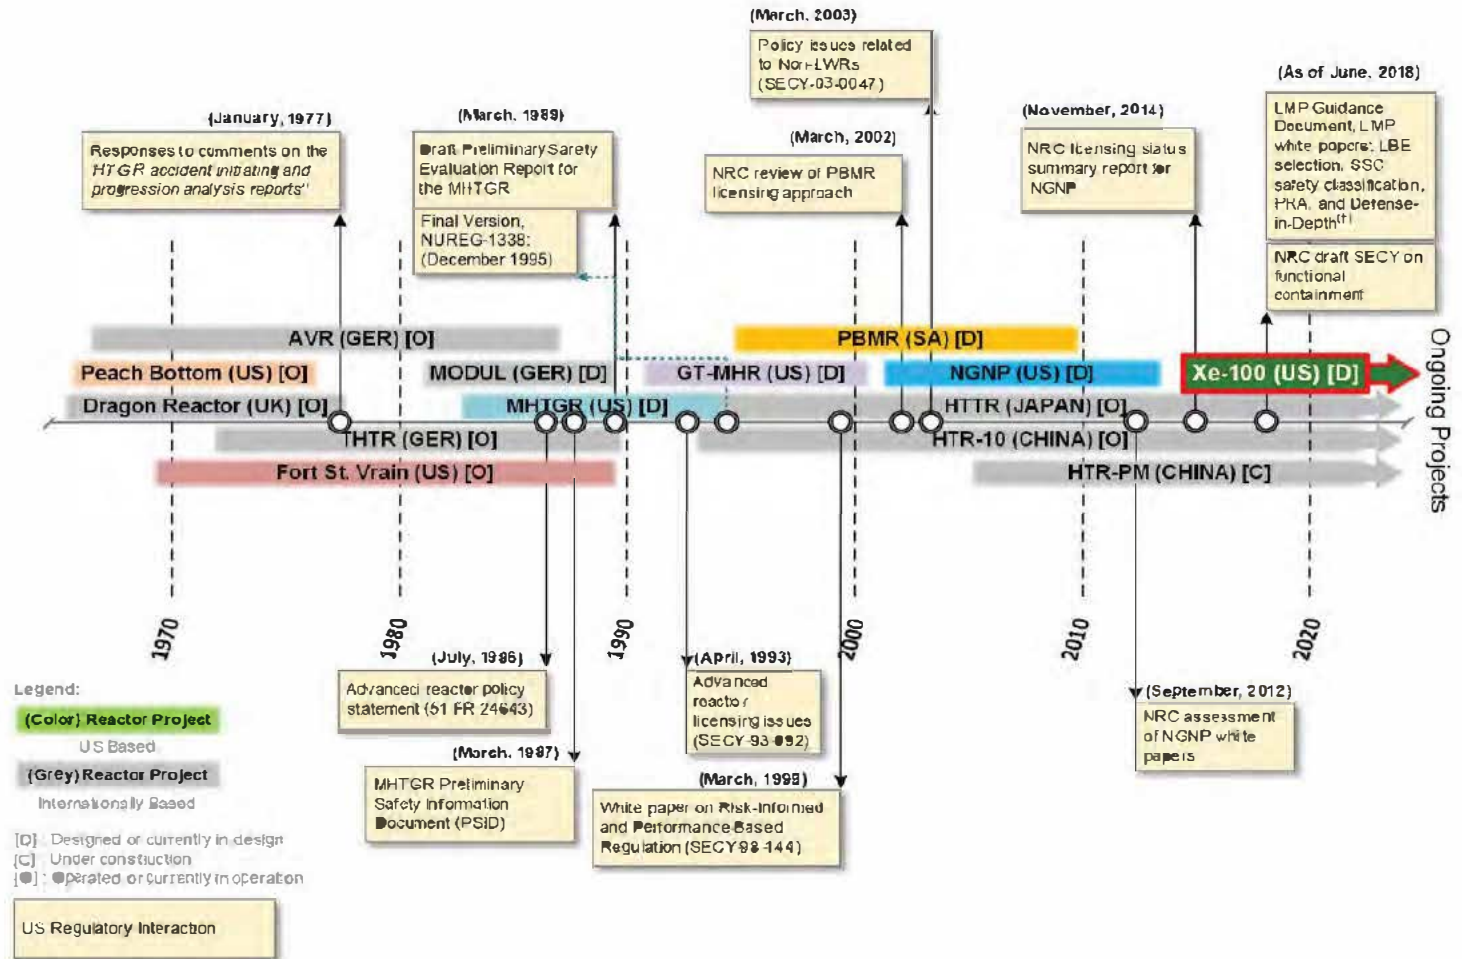 (March, 2003)
Policy issues related
to Non-LWRs
(SECY-03-0047)
(As of June, 2018)
LMP Guidance
Document, LMP
white papers: LBE
selection, SSC
safety classification,
PRA, and Defense-
in-Depth(†)
NRC draft SECY on
functional
containment
(January, 1977)
Responses to comments on the
"HTGR accident initiating and
progression analysis reports"
(March, 1989)
Draft Preliminary Safety
Evaluation Report for
the MHTGR
Final Version,
NUREG-1338:
(December 1995)
(March, 2002)
NRC review of PBMR
licensing approach
(November, 2014)
NRC licensing status
summary report for
NGNP
AVR (GER) [O]
PBMR (SA) [D]
Peach Bottom (US) [O]
MODUL (GER) [D]
GT-MHR (US) [D]
NGNP (US) [D]
Xe-100 (US) [D]
Dragon Reactor (UK) [O]
MHTGR (US) [D]
HTTR (JAPAN) [O]
THTR (GER) [O]
HTR-10 (CHINA) [O]
Fort St. Vrain (US) [O]
HTR-PM (CHINA) [C]
Ongoing Projects
1970
1980
1990
2000
2010
2020
(July, 1986)
Advanced reactor policy
statement (51 FR 24643)
(March, 1987)
MHTGR Preliminary
Safety Information
Document (PSID)
(April, 1993)
Advanced
reactor
licensing issues
(SECY-93-092)
(March, 1999)
White paper on Risk-Informed
and Performance-Based
Regulation (SECY-98-144)
(September, 2012)
NRC assessment
of NGNP white
papers
Legend:
(Color) Reactor Project
US Based
(Grey) Reactor Project
Internationally Based
[D] : Designed or currently in design
[C] : Under construction
[O] : Operated or currently in operation
US Regulatory Interaction